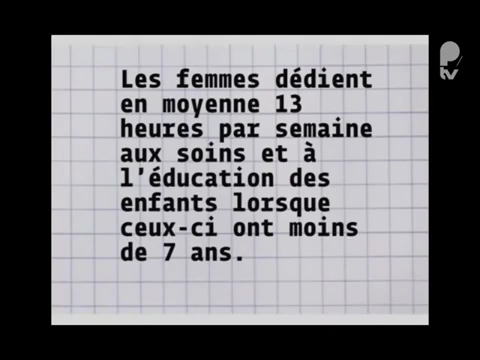 Les femmes dédient
en moyenne 13
heures par semaine
aux soins et à
l'éducation des
enfants lorsque
ceux-ci ont moins
de 7 ans.
P
tv